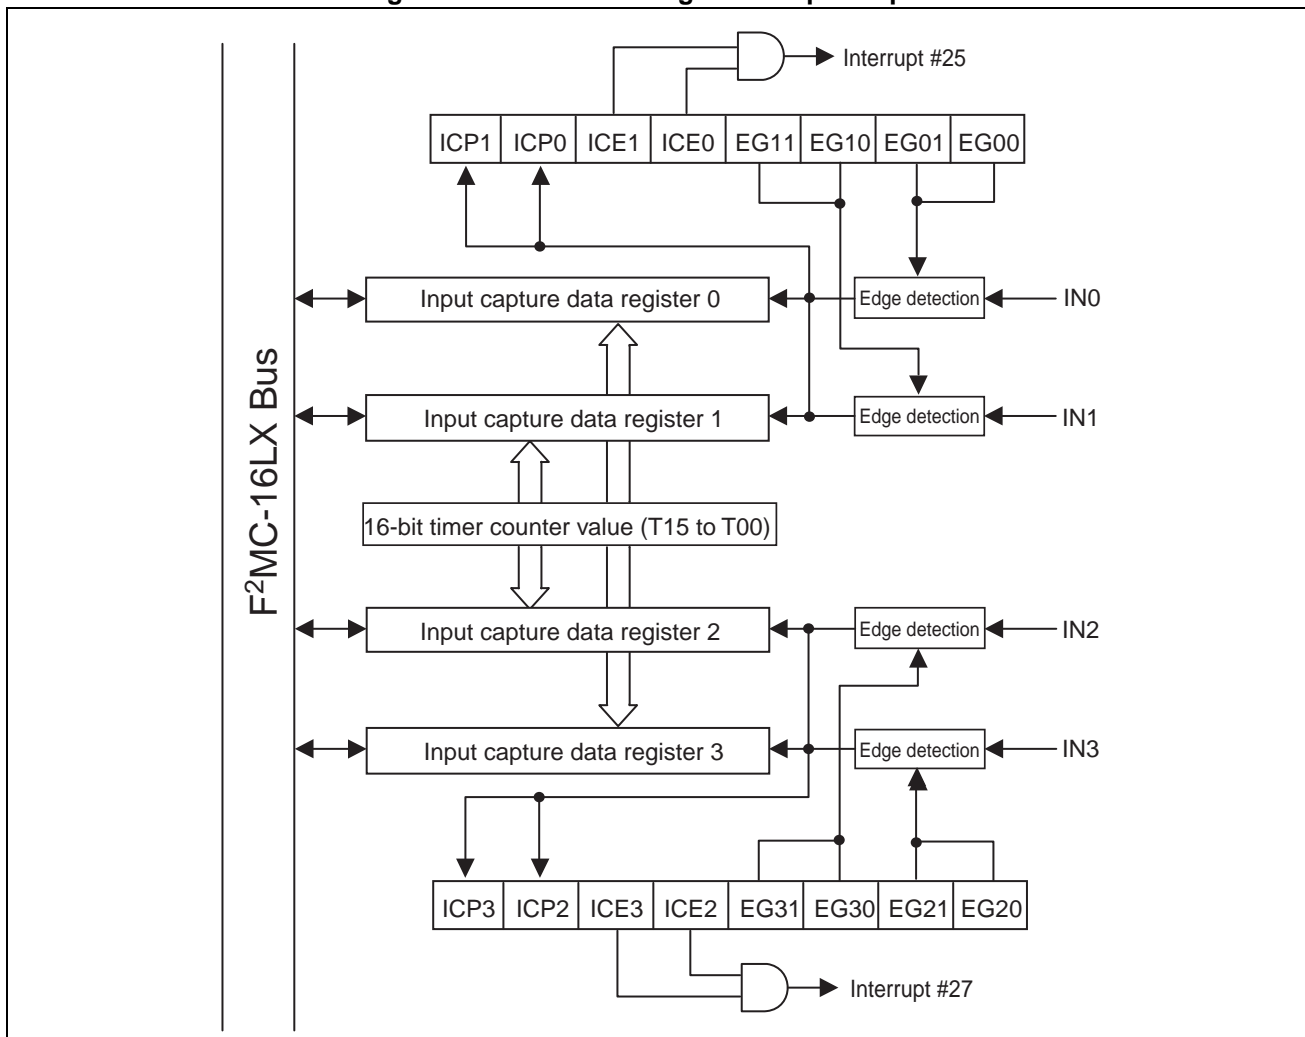 Interrupt #25
ICP1 ICP0 ICE1 ICE0 EG11 EG10 EG01 EG00
Input capture data register 0
Edge detection
IN0
Input capture data register 1
Edge detection
IN1
F²MC-16LX Bus
16-bit timer counter value (T15 to T00)
Input capture data register 2
Edge detection
IN2
Input capture data register 3
Edge detection
IN3
ICP3 ICP2 ICE3 ICE2 EG31 EG30 EG21 EG20
Interrupt #27